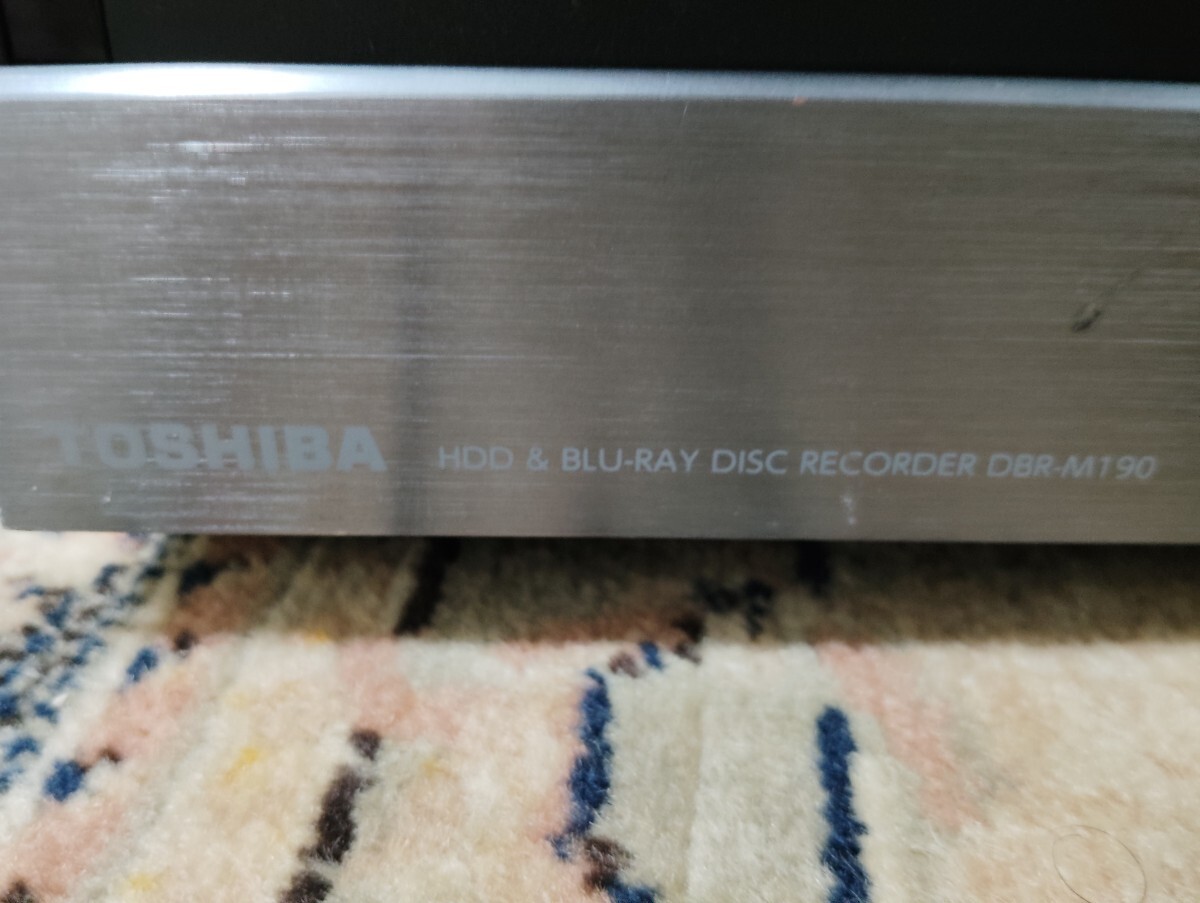 TOSHIBA HDD & BLU-RAY DISC RECORDER DBR-M190